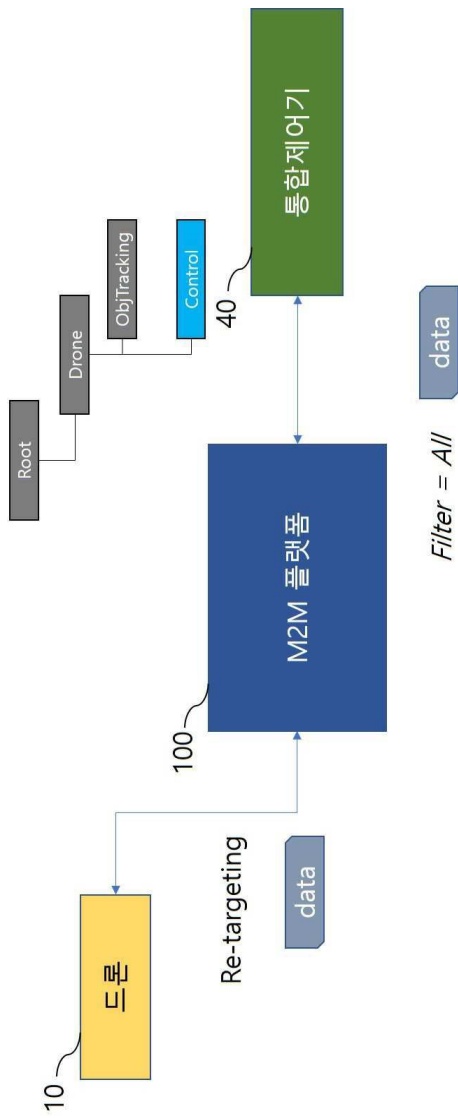 Root
Drone
ObjTracking
Control
10
드론
100
M2M 플랫폼
40
통합제어기
Re-targeting
data
Filter = All
data